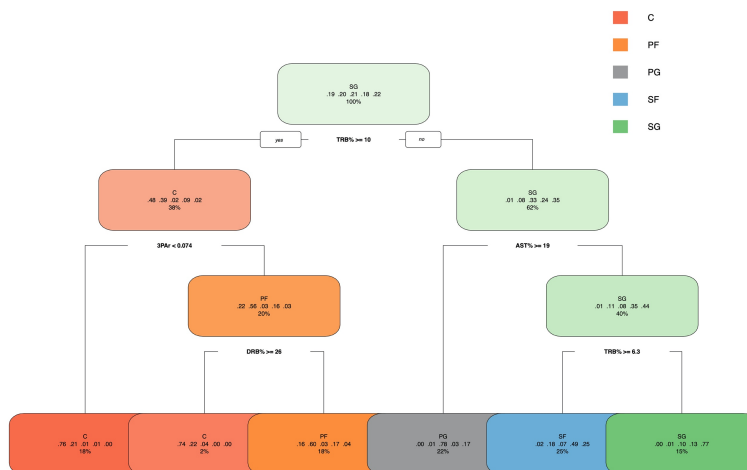 C
PF
PG
SF
SG
SG
.19 .20 .21 .18 .22
100%
yes TRB% >= 10 no
C
.48 .39 .02 .09 .02
38%
SG
.01 .08 .33 .24 .35
62%
3PAr < 0.074
AST% >= 19
PF
.22 .56 .03 .16 .03
20%
SG
.01 .11 .08 .35 .44
40%
DRB% >= 26
TRB% >= 6.3
C
.76 .21 .01 .01 .00
18%
C
.74 .22 .04 .00 .00
2%
PF
.16 .60 .03 .17 .04
18%
PG
.00 .01 .78 .03 .17
22%
SF
.02 .18 .07 .49 .25
25%
SG
.00 .01 .10 .13 .77
15%